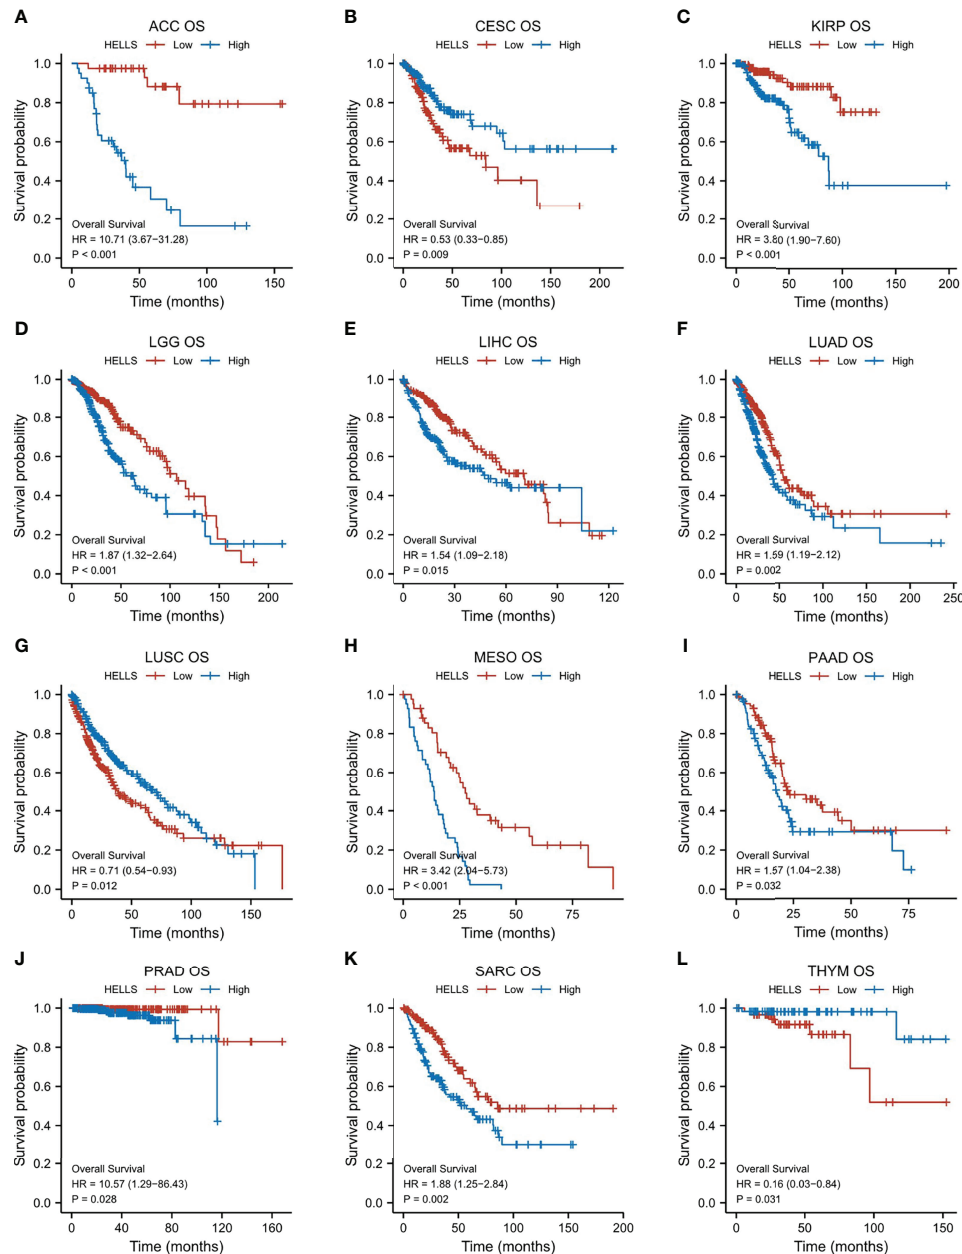 A
ACC OS
HELLS Low High
Survival probability
1.0
0.8
0.6
0.4
0.2
0.0
Overall Survival
HR = 10.71 (3.67−31.28)
P < 0.001
0 50 100 150
Time (months)
B
CESC OS
HELLS Low High
Survival probability
1.0
0.8
0.6
0.4
0.2
0.0
Overall Survival
HR = 0.53 (0.33−0.85)
P = 0.009
0 50 100 150 200
Time (months)
C
KIRP OS
HELLS Low High
Survival probability
1.0
0.8
0.6
0.4
0.2
0.0
Overall Survival
HR = 3.80 (1.90−7.60)
P < 0.001
0 50 100 150 200
Time (months)
D
LGG OS
HELLS Low High
Survival probability
1.0
0.8
0.6
0.4
0.2
0.0
Overall Survival
HR = 1.87 (1.32−2.64)
P < 0.001
0 50 100 150 200
Time (months)
E
LIHC OS
HELLS Low High
Survival probability
1.0
0.8
0.6
0.4
0.2
0.0
Overall Survival
HR = 1.54 (1.09−2.18)
P = 0.015
0 30 60 90 120
Time (months)
F
LUAD OS
HELLS Low High
Survival probability
1.0
0.8
0.6
0.4
0.2
0.0
Overall Survival
HR = 1.59 (1.19−2.12)
P = 0.002
0 50 100 150 200 250
Time (months)
G
LUSC OS
HELLS Low High
Survival probability
1.0
0.8
0.6
0.4
0.2
0.0
Overall Survival
HR = 0.71 (0.54−0.93)
P = 0.012
0 50 100 150
Time (months)
H
MESO OS
HELLS Low High
Survival probability
1.0
0.8
0.6
0.4
0.2
0.0
Overall Survival
HR = 3.42 (2.04−5.73)
P < 0.001
0 25 50 75
Time (months)
I
PAAD OS
HELLS Low High
Survival probability
1.0
0.8
0.6
0.4
0.2
0.0
Overall Survival
HR = 1.57 (1.04−2.38)
P = 0.032
0 25 50 75
Time (months)
J
PRAD OS
HELLS Low High
Survival probability
1.0
0.8
0.6
0.4
0.2
0.0
Overall Survival
HR = 10.57 (1.29−86.43)
P = 0.028
0 40 80 120 160
Time (months)
K
SARC OS
HELLS Low High
Survival probability
1.0
0.8
0.6
0.4
0.2
0.0
Overall Survival
HR = 1.88 (1.25−2.84)
P = 0.002
0 50 100 150 200
Time (months)
L
THYM OS
HELLS Low High
Survival probability
1.0
0.8
0.6
0.4
0.2
0.0
Overall Survival
HR = 0.16 (0.03−0.84)
P = 0.031
0 50 100 150
Time (months)